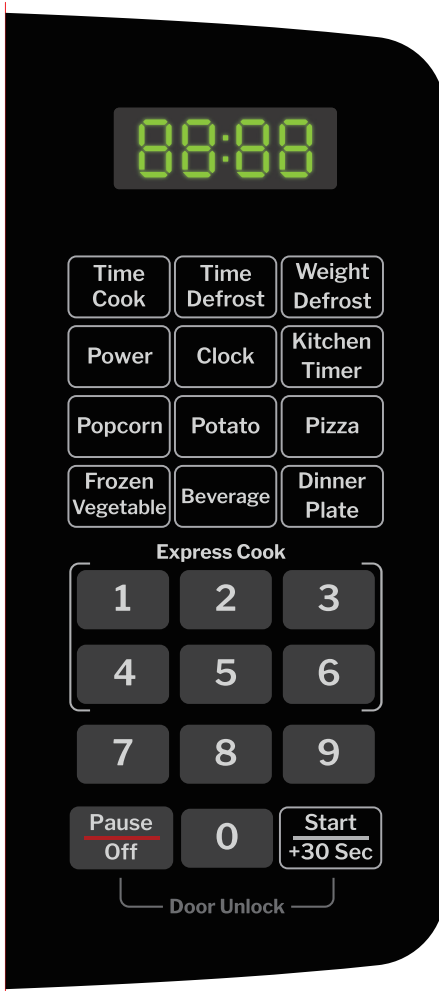 88:88
Time Cook
Time Defrost
Weight Defrost
Power
Clock
Kitchen Timer
Popcorn
Potato
Pizza
Frozen Vegetable
Beverage
Dinner Plate
Express Cook
1 2 3
4 5 6
7 8 9
Pause
Off
0
Start
+30 Sec
Door Unlock